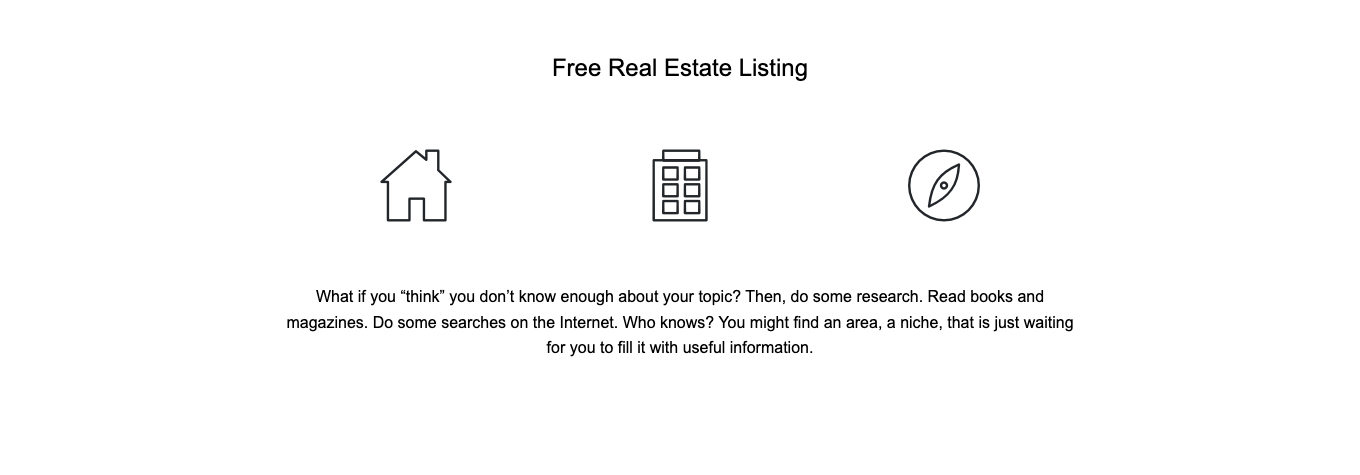 Free Real Estate Listing
What if you “think” you don’t know enough about your topic? Then, do some research. Read books and
magazines. Do some searches on the Internet. Who knows? You might find an area, a niche, that is just waiting
for you to fill it with useful information.